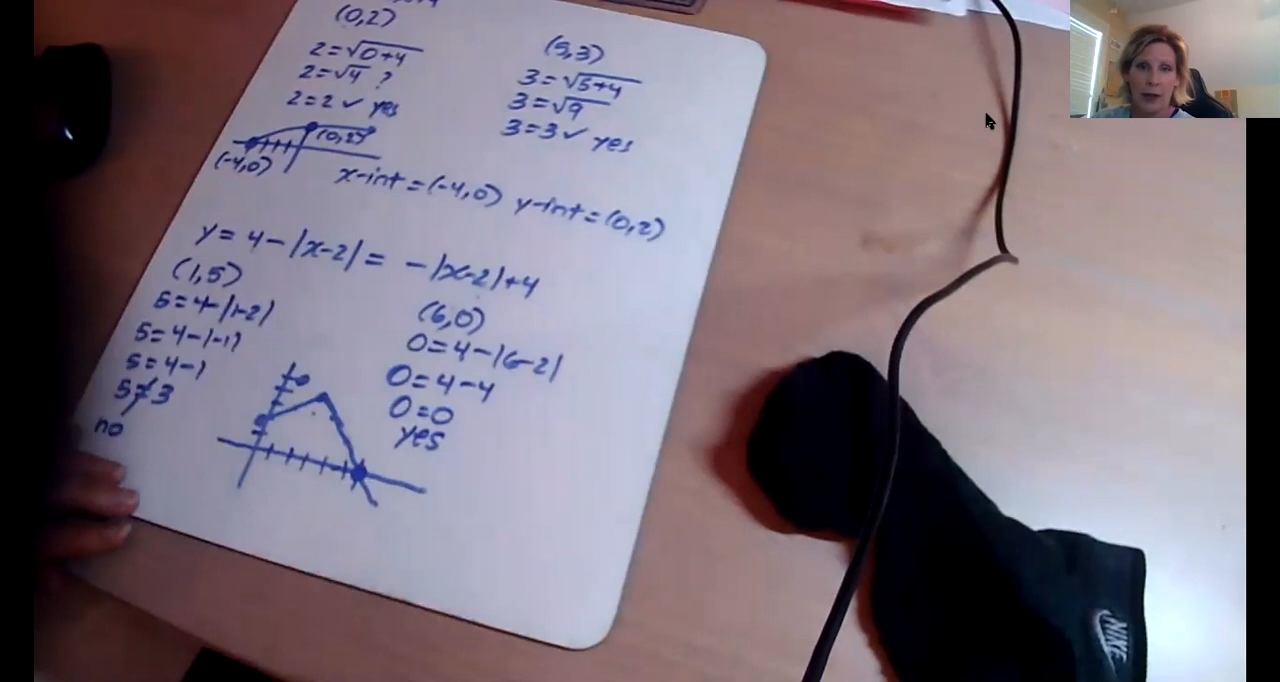 (0,2)
2=√0+4
2=√4 ?
2=2✓ yes
(5,3)
3=√5+4
3=√9
3=3✓ yes
(0,2)
(-4,0)
x-int=(-4,0) y-int=(0,2)
y=4-|x-2|= -|x-2|+4
(1,5)
5=4-|1-2|
5=4-|-1|
5=4-1
5≠3
no
(6,0)
0=4-|6-2|
0=4-4
0=0
yes
NIKE